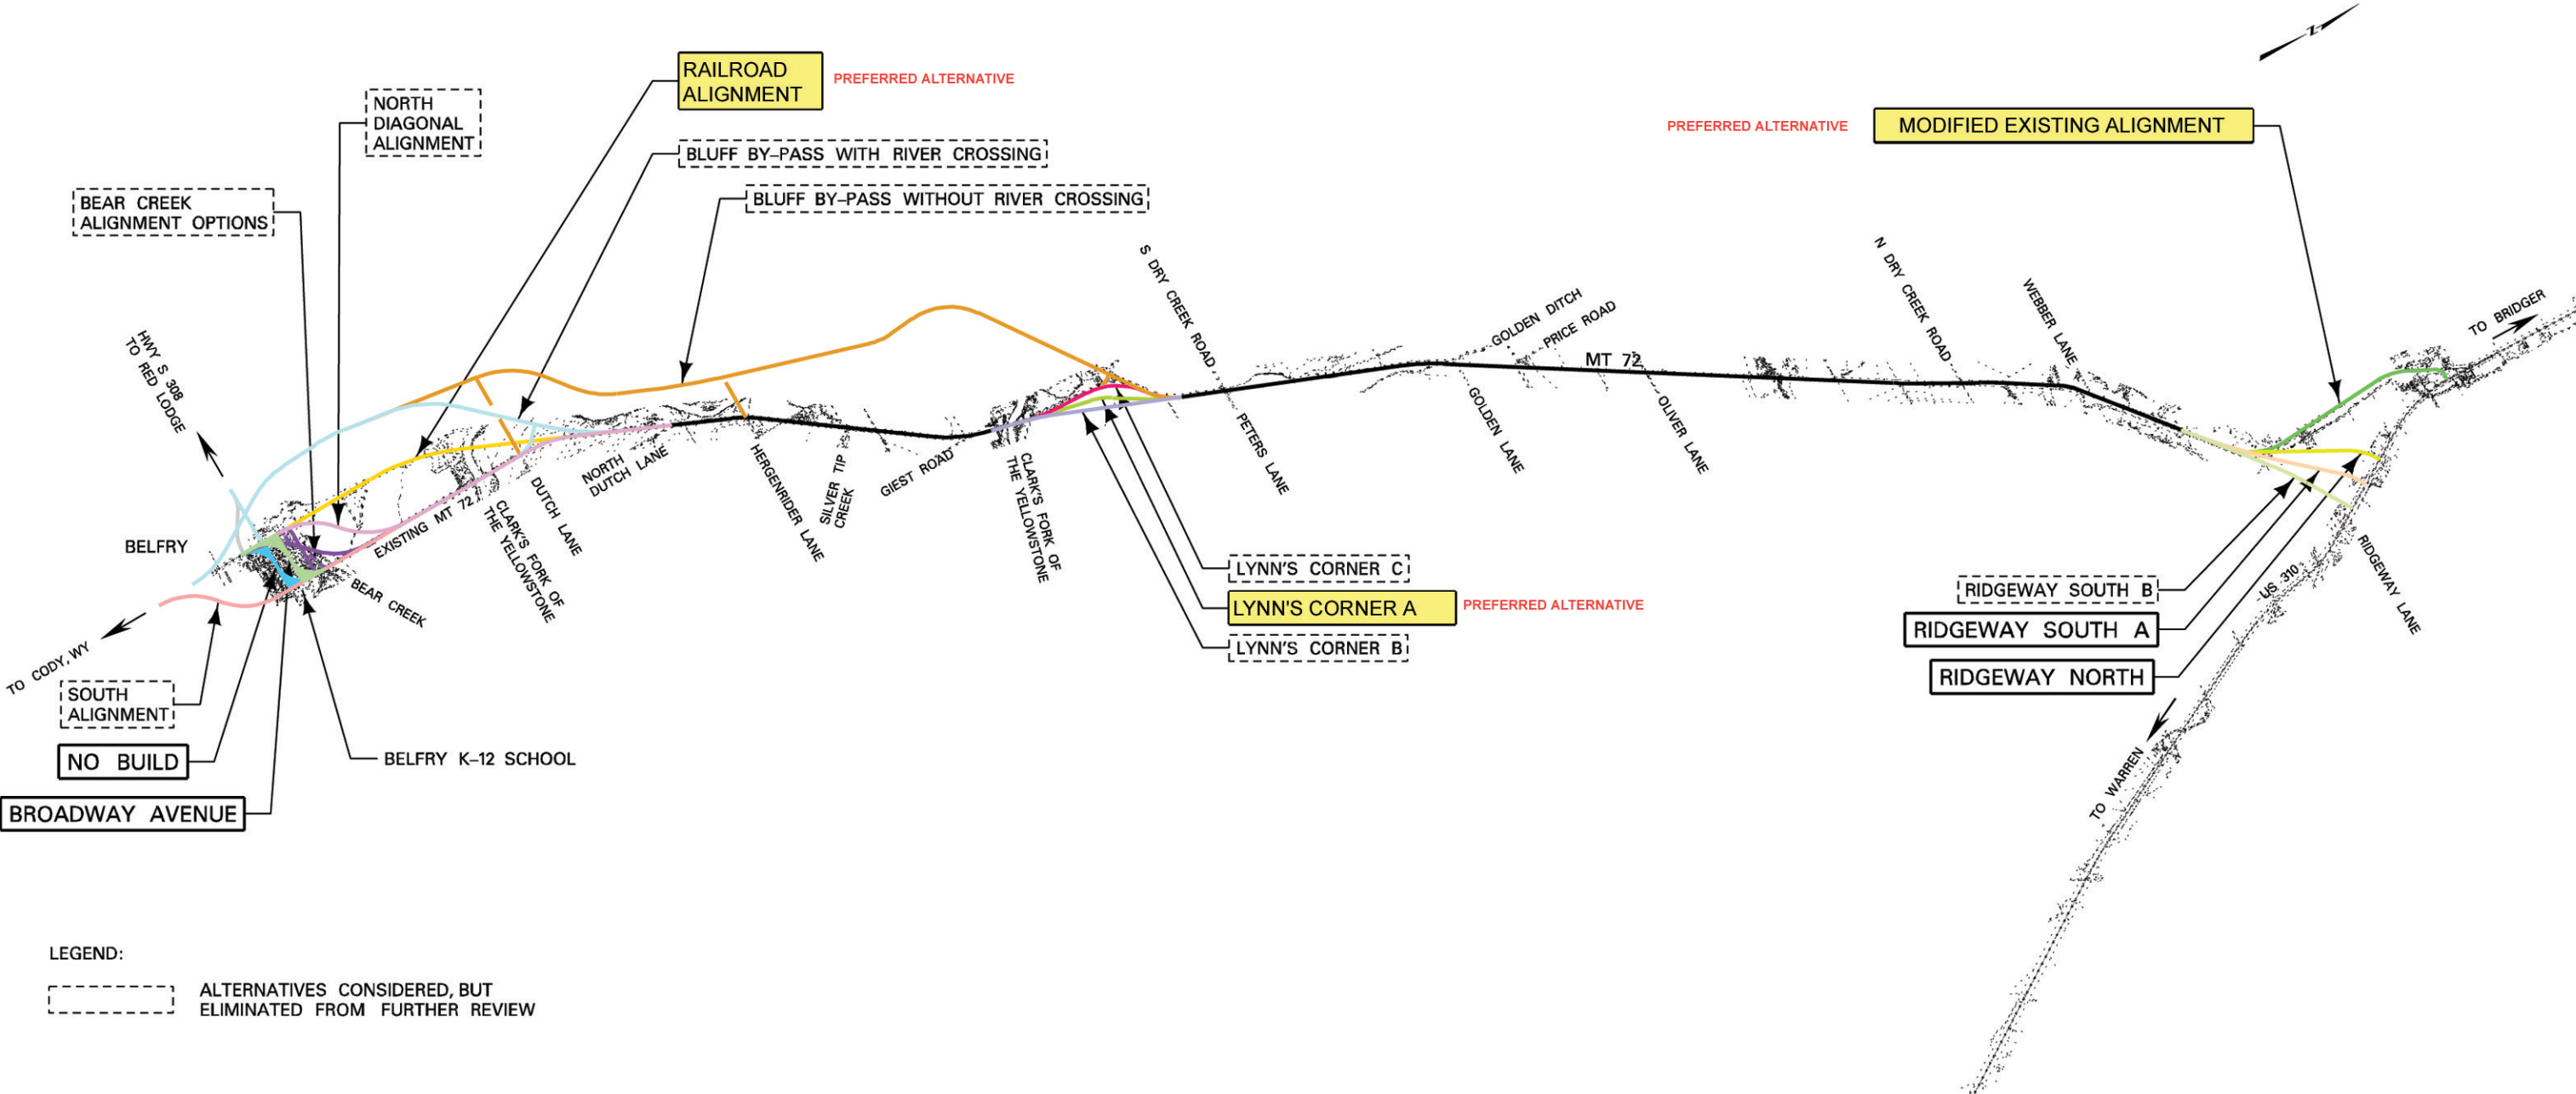 N
RAILROAD
ALIGNMENT
PREFERRED ALTERNATIVE
NORTH
DIAGONAL
ALIGNMENT
PREFERRED ALTERNATIVE
MODIFIED EXISTING ALIGNMENT
BLUFF BY-PASS WITH RIVER CROSSING
BLUFF BY-PASS WITHOUT RIVER CROSSING
BEAR CREEK
ALIGNMENT OPTIONS
S DRY CREEK ROAD
N DRY CREEK ROAD
WEBBER LANE
GOLDEN DITCH
PRICE ROAD
TO BRIDGER
HWY S 308
TO RED LODGE
MT 72
GOLDEN LANE
OLIVER LANE
PETERS LANE
NORTH
DUTCH LANE
HERGENRIDER LANE
SILVER TIP
CREEK
GIEST ROAD
CLARK'S FORK OF
THE YELLOWSTONE
DUTCH LANE
EXISTING MT 72
CLARK'S FORK OF
THE YELLOWSTONE
BELFRY
BEAR CREEK
RIDGEWAY LANE
US 310
LYNN'S CORNER C
LYNN'S CORNER A
PREFERRED ALTERNATIVE
LYNN'S CORNER B
RIDGEWAY SOUTH B
RIDGEWAY SOUTH A
RIDGEWAY NORTH
TO CODY, WY
SOUTH
ALIGNMENT
NO BUILD
BELFRY K-12 SCHOOL
BROADWAY AVENUE
TO WARREN
LEGEND:
ALTERNATIVES CONSIDERED, BUT
ELIMINATED FROM FURTHER REVIEW